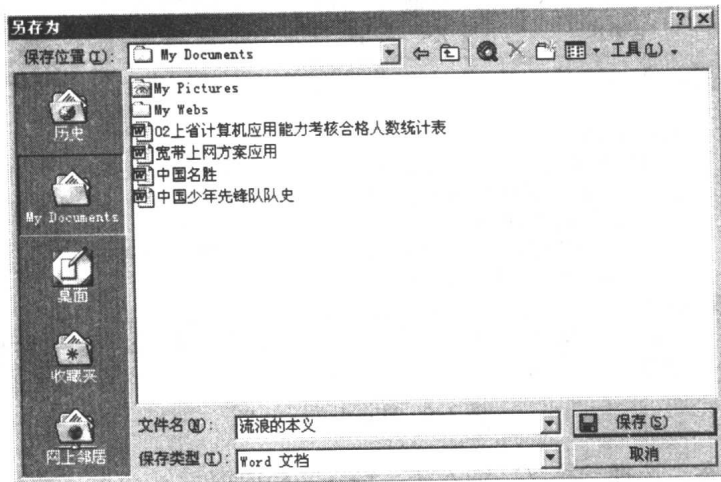 另存为
保存位置(I): My Documents 工具(L)
历史
My Documents
桌面
收藏夹
网上邻居
My Pictures
My Webs
02上省计算机应用能力考核合格人数统计表
宽带上网方案应用
中国名胜
中国少年先锋队队史
文件名(N): 流浪的本义 保存(S)
保存类型(T): Word 文档 取消